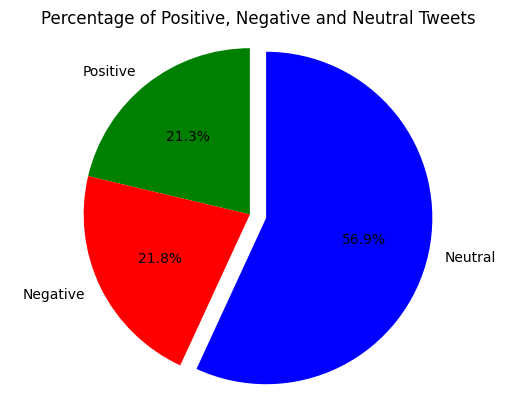 Percentage of Positive, Negative and Neutral Tweets
Positive
21.3%
56.9%
Neutral
21.8%
Negative